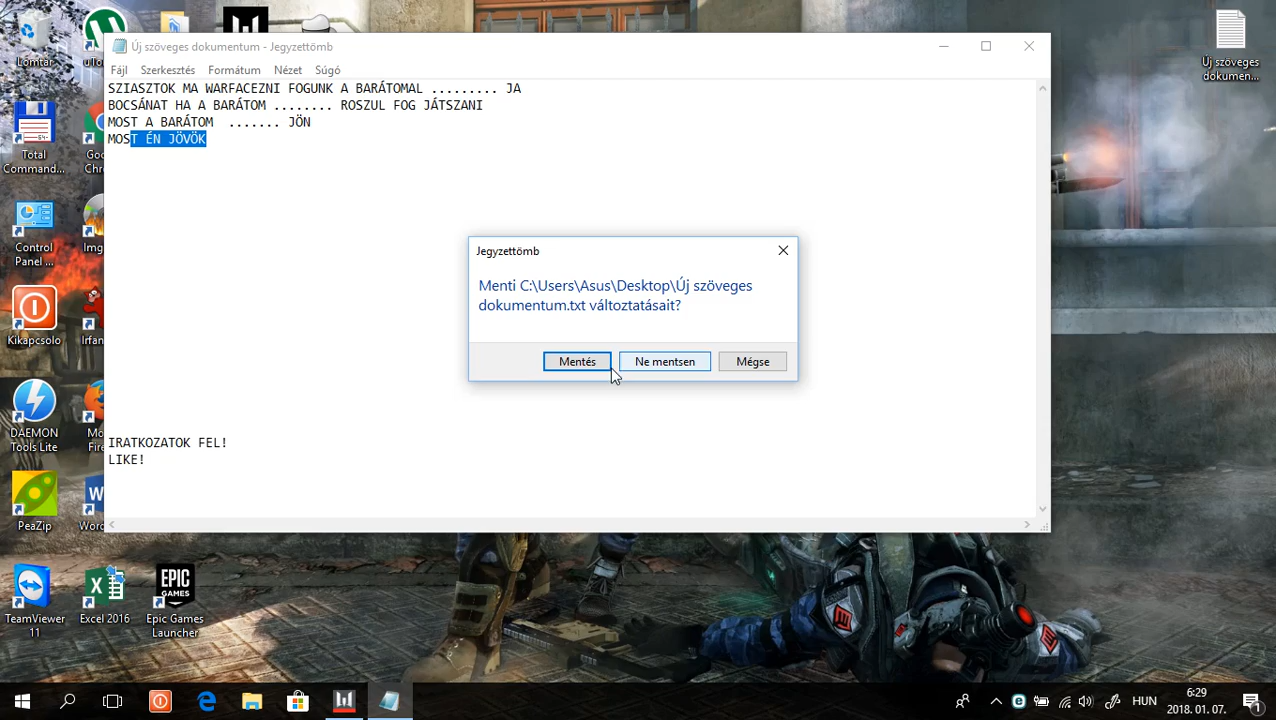 Új szöveges dokumentum - Jegyzettömb
Fájl Szerkesztés Formátum Nézet Súgó
SZIASZTOK MA WARFACEZNI FOGUNK A BARÁTOMAL ......... JA
BOCSÁNAT HA A BARÁTOM ........ ROSZUL FOG JÁTSZANI
MOST A BARÁTOM ....... JÖN
MOST ÉN JÖVÖK
IRATKOZATOK FEL!
LIKE!
Jegyzettömb
Menti C:\Users\Asus\Desktop\Új szöveges
dokumentum.txt változtatásait?
Mentés Ne mentsen Mégse
Lomtár
Total
Command...
Control
Panel ...
Kikapcsolo
DAEMON
Tools Lite
PeaZip
TeamViewer
11
Excel 2016
EPIC
GAMES
Epic Games
Launcher
Új szöveges
dokumen...
HUN
6:29
2018. 01. 07.
1